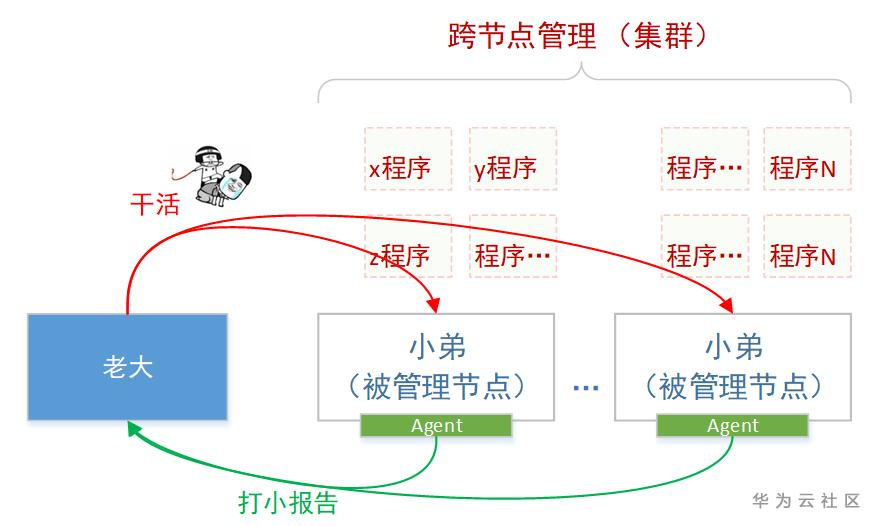 跨节点管理 （集群）
x程序 y程序 程序… 程序N
干活
z程序 程序… 程序… 程序N
老大
小弟
（被管理节点）
Agent
…
小弟
（被管理节点）
Agent
打小报告
华为云社区